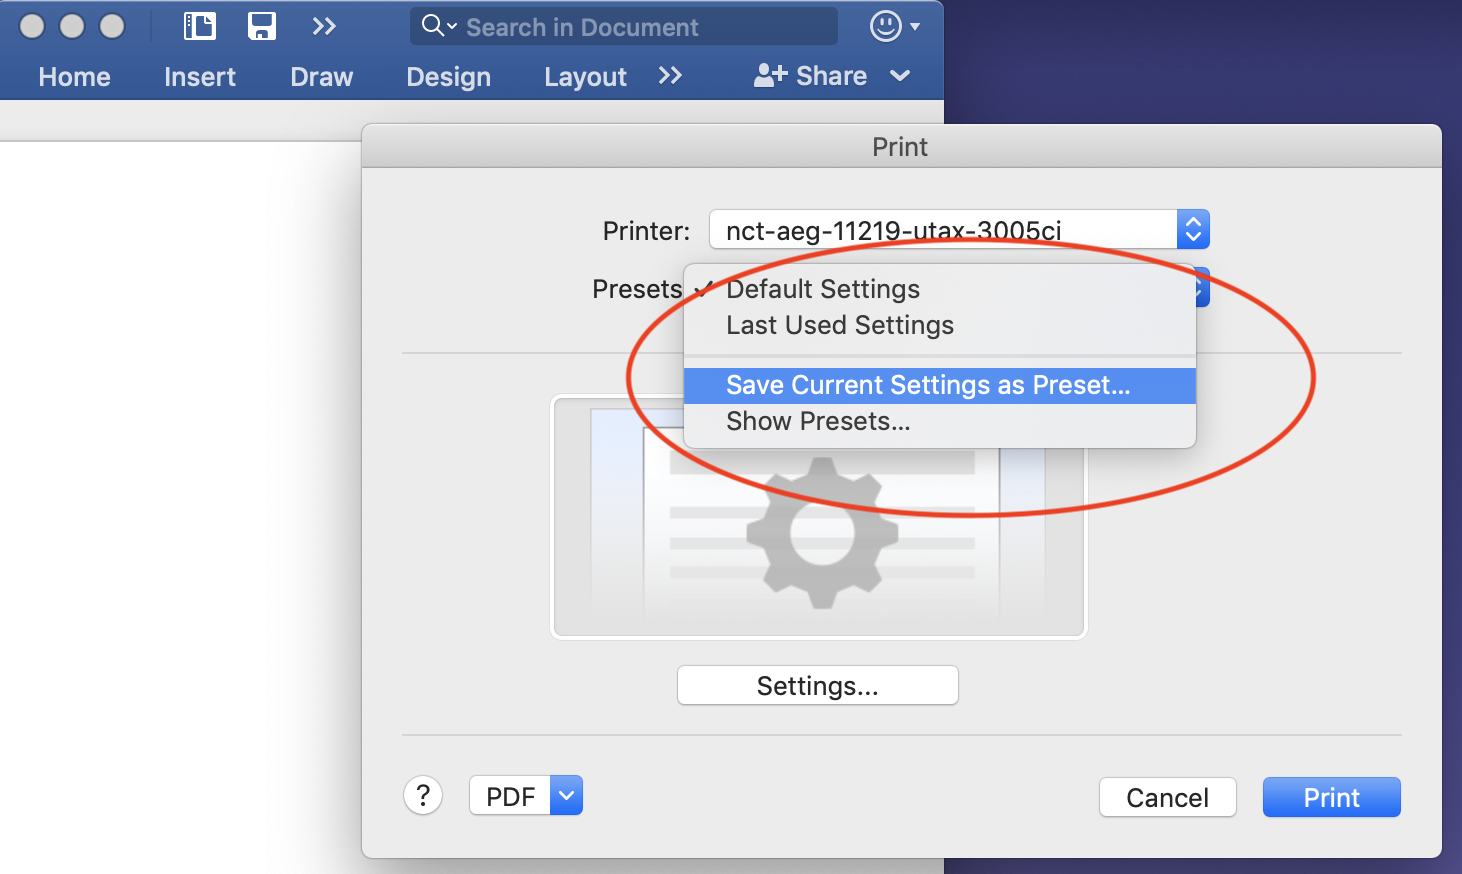 Search in Document
Home Insert Draw Design Layout Share
Print
Printer: nct-aeg-11219-utax-3005ci
Presets ✓ Default Settings
Last Used Settings
Save Current Settings as Preset...
Show Presets...
Settings...
? PDF Cancel Print